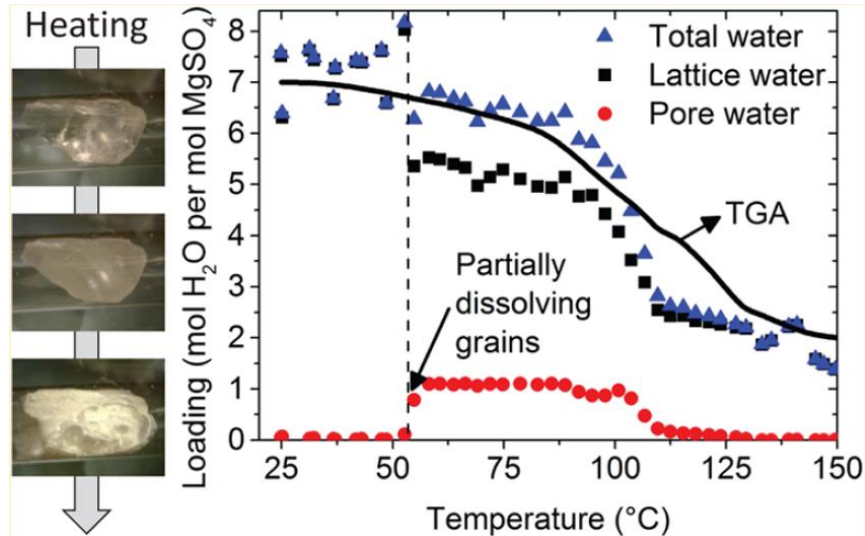 Heating
Loading (mol H₂O per mol MgSO₄)
8
7
6
5
4
3
2
1
0
Total water
Lattice water
Pore water
TGA
Partially
dissolving
grains
25 50 75 100 125 150
Temperature (°C)